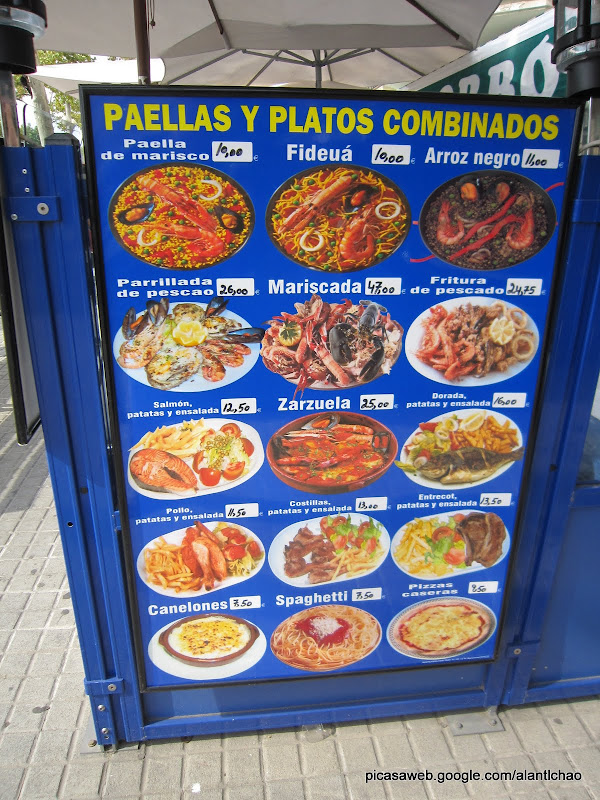 PAELLAS Y PLATOS COMBINADOS
Paella
de marisco 10,00 €
Fideuá 10,00 €
Arroz negro 11,00 €
Parrillada
de pescao 26,00 €
Mariscada 47,00 €
Fritura
de pescado 24,75 €
Salmón,
patatas y ensalada 12,50 €
Zarzuela 25,00 €
Dorada,
patatas y ensalada 16,00 €
Pollo,
patatas y ensalada 11,50 €
Costillas,
patatas y ensalada 13,00 €
Entrecot,
patatas y ensalada 13,50 €
Canelones 7,50 €
Spaghetti 7,50 €
Pizzas
caseras 8,50 €
picasaweb.google.com/alantlchao